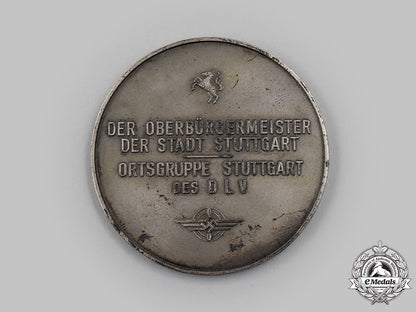 DER OBERBÜRGERMEISTER
DER STADT STUTTGART
ORTSGRUPPE STUTTGART
DES DLV
eMedals